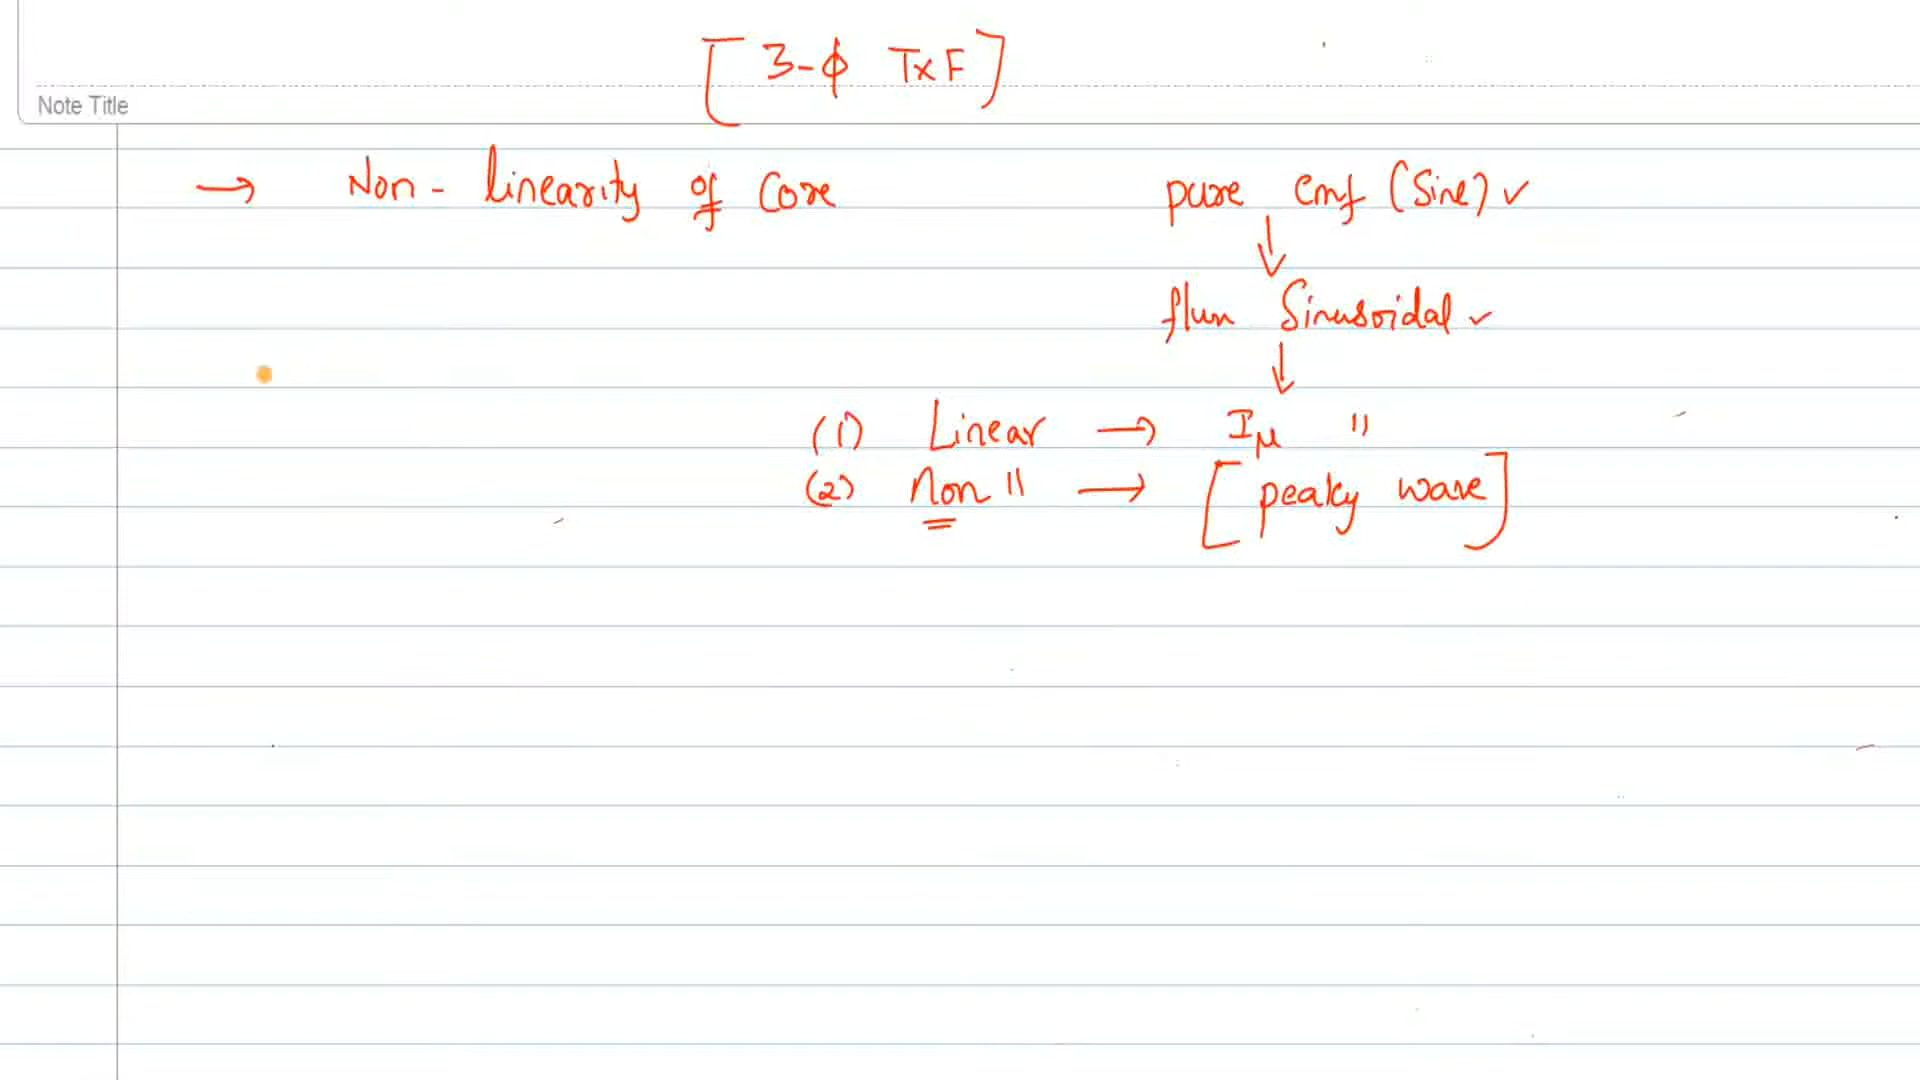 [ 3-ϕ TxF ]
Note Title
→ Non-linearity of Core
pure emf (Sine) ✓
↓
flux Sinusoidal ✓
↓
(1) Linear → Iμ "
(2) Non " → [peaky wave]